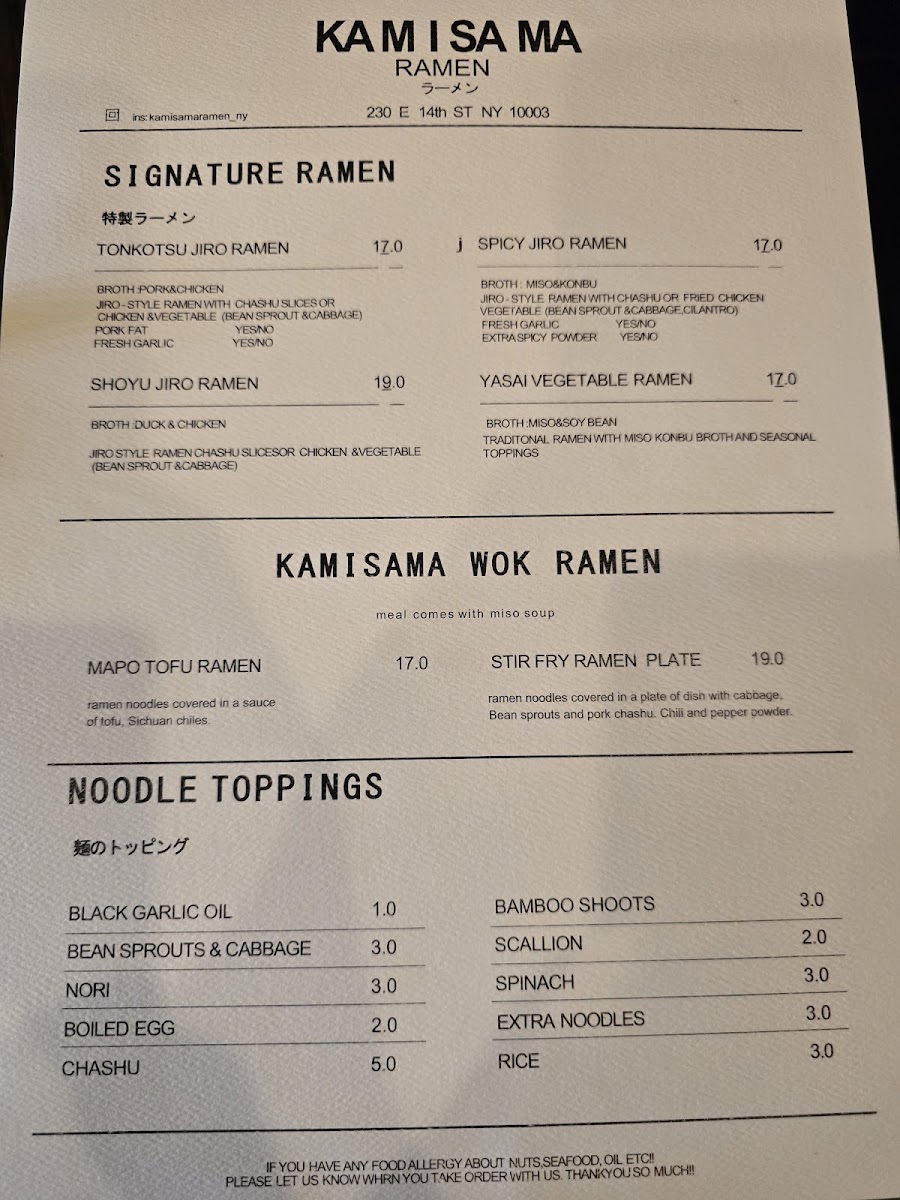 KAMISAMA
RAMEN
ラーメン
ins:kamisamaramen_ny
230 E 14th ST NY 10003
SIGNATURE RAMEN
特製ラーメン
TONKOTSU JIRO RAMEN 17.0
BROTH :PORK&CHICKEN
JIRO - STYLE RAMEN WITH CHASHU SLICES OR
CHICKEN &VEGETABLE (BEAN SPROUT &CABBAGE)
PORK FAT YES/NO
FRESH GARLIC YES/NO
j SPICY JIRO RAMEN 17.0
BROTH : MISO&KONBU
JIRO - STYLE RAMEN WITH CHASHU OR FRIED CHICKEN
VEGETABLE (BEAN SPROUT &CABBAGE,CILANTRO)
FRESH GARLIC YES/NO
EXTRA SPICY POWDER YES/NO
SHOYU JIRO RAMEN 19.0
BROTH :DUCK & CHICKEN
JIRO STYLE RAMEN CHASHU SLICESOR CHICKEN &VEGETABLE
(BEAN SPROUT &CABBAGE)
YASAI VEGETABLE RAMEN 17.0
BROTH :MISO&SOY BEAN
TRADITONAL RAMEN WITH MISO KONBU BROTH AND SEASONAL
TOPPINGS
KAMISAMA WOK RAMEN
meal comes with miso soup
MAPO TOFU RAMEN 17.0
ramen noodles covered in a sauce
of tofu, Sichuan chiles.
STIR FRY RAMEN PLATE 19.0
ramen noodles covered in a plate of dish with cabbage,
Bean sprouts and pork chashu. Chili and pepper powder.
NOODLE TOPPINGS
麺のトッピング
BLACK GARLIC OIL 1.0
BEAN SPROUTS & CABBAGE 3.0
NORI 3.0
BOILED EGG 2.0
CHASHU 5.0
BAMBOO SHOOTS 3.0
SCALLION 2.0
SPINACH 3.0
EXTRA NOODLES 3.0
RICE 3.0
IF YOU HAVE ANY FOOD ALLERGY ABOUT NUTS,SEAFOOD, OIL ETC!!
PLEASE LET US KNOW WHRN YOU TAKE ORDER WITH US. THANKYOU SO MUCH!!